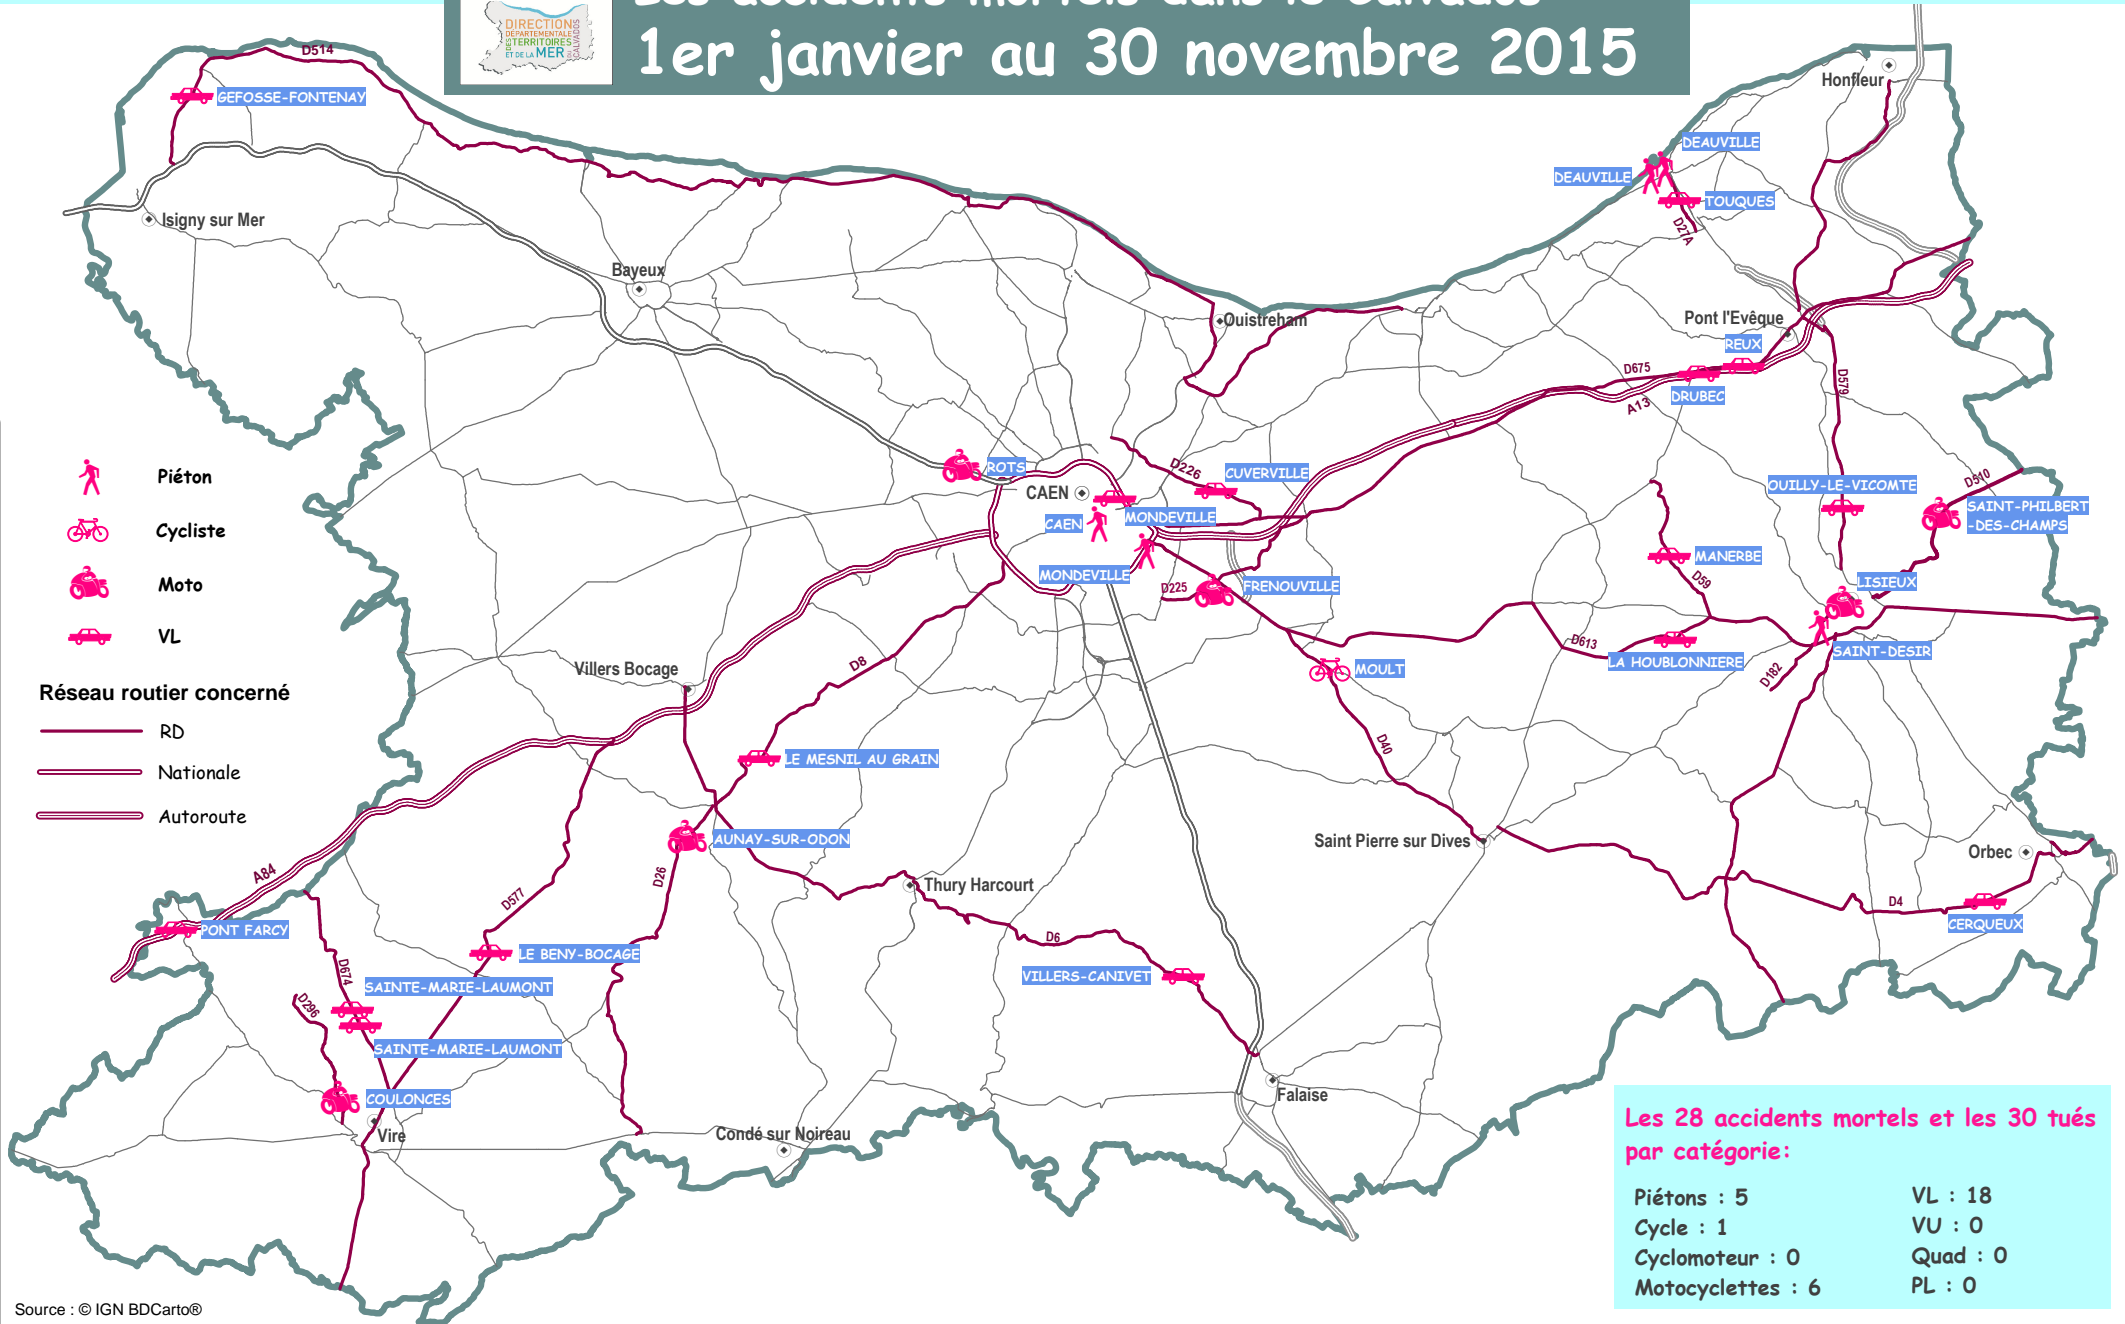 Les accidents mortels dans le Calvados
1er janvier au 30 novembre 2015
DIRECTION
DÉPARTEMENTALE
DES TERRITOIRES
ET DE LA MER
CALVADOS
D514
GEFOSSE-FONTENAY
Isigny sur Mer
Bayeux
Honfleur
DEAUVILLE
DEAUVILLE
TOUQUES
D27A
Ouistreham
Pont l'Evêque
REUX
D675
DRUBEC
A13
D579
Piéton
Cycliste
Moto
VL
Réseau routier concerné
RD
Nationale
Autoroute
ROTS
CAEN
CAEN
MONDEVILLE
MONDEVILLE
D226
CUVERVILLE
D225
FRENOUVILLE
OUILLY-LE-VICOMTE
D510
SAINT-PHILBERT
-DES-CHAMPS
MANERBE
D59
LISIEUX
D613
LA HOUBLONNIERE
SAINT-DESIR
D182
MOULT
D40
Villers Bocage
D8
LE MESNIL AU GRAIN
AUNAY-SUR-ODON
D26
Saint Pierre sur Dives
Orbec
D4
CERQUEUX
A84
D577
Thury Harcourt
D6
VILLERS-CANIVET
PONT FARCY
LE BENY-BOCAGE
D674
SAINTE-MARIE-LAUMONT
D296
SAINTE-MARIE-LAUMONT
COULONCES
Vire
Condé sur Noireau
Falaise
Les 28 accidents mortels et les 30 tués
par catégorie:
Piétons : 5
Cycle : 1
Cyclomoteur : 0
Motocyclettes : 6
VL : 18
VU : 0
Quad : 0
PL : 0
Source : © IGN BDCarto®